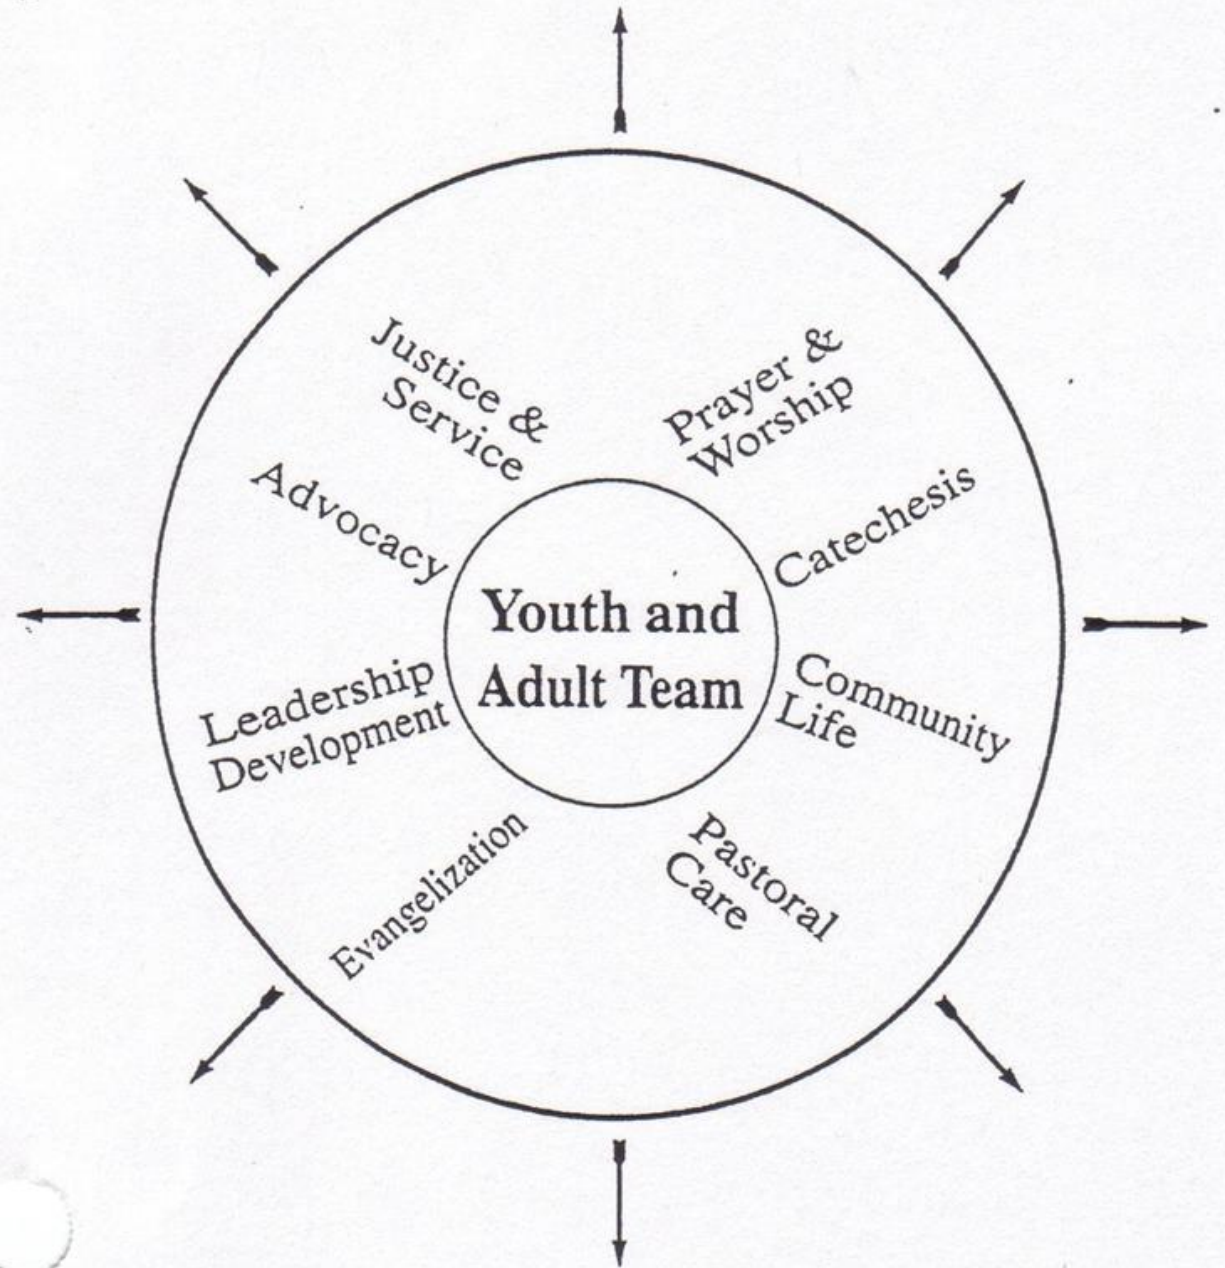 Justice &
Service
Prayer &
Worship
Advocacy
Catechesis
Youth and
Adult Team
Leadership
Development
Community
Life
Evangelization
Pastoral
Care